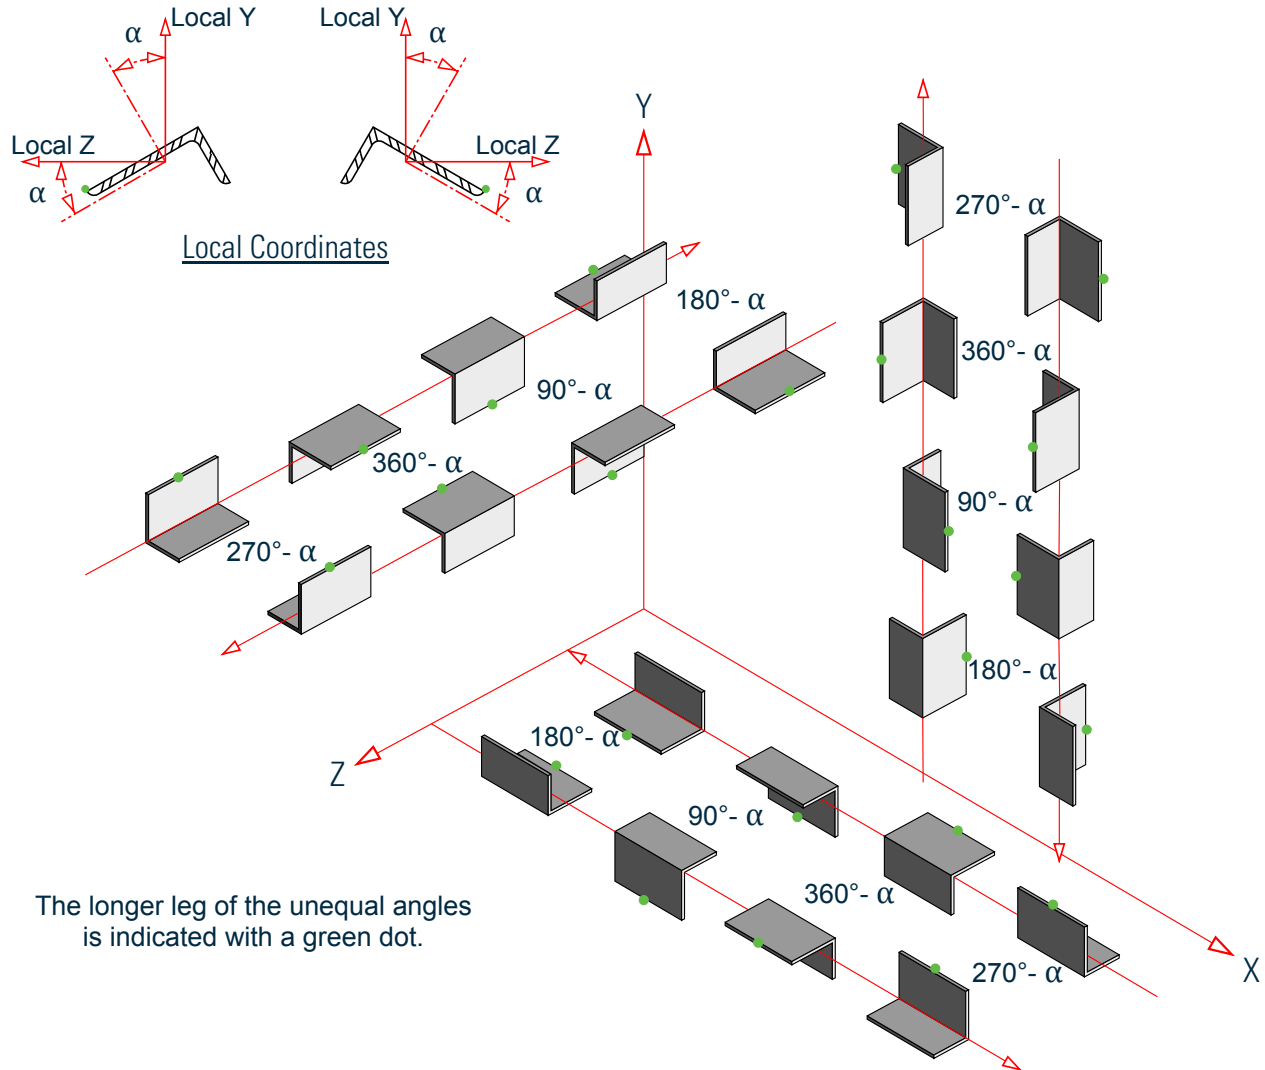 Local Y
Local Y
α
α
Local Z
Local Z
α
α
Local Coordinates
Y
270°- α
180°- α
360°- α
90°- α
360°- α
90°- α
270°- α
180°- α
180°- α
Z
90°- α
360°- α
270°- α
X
The longer leg of the unequal angles
is indicated with a green dot.